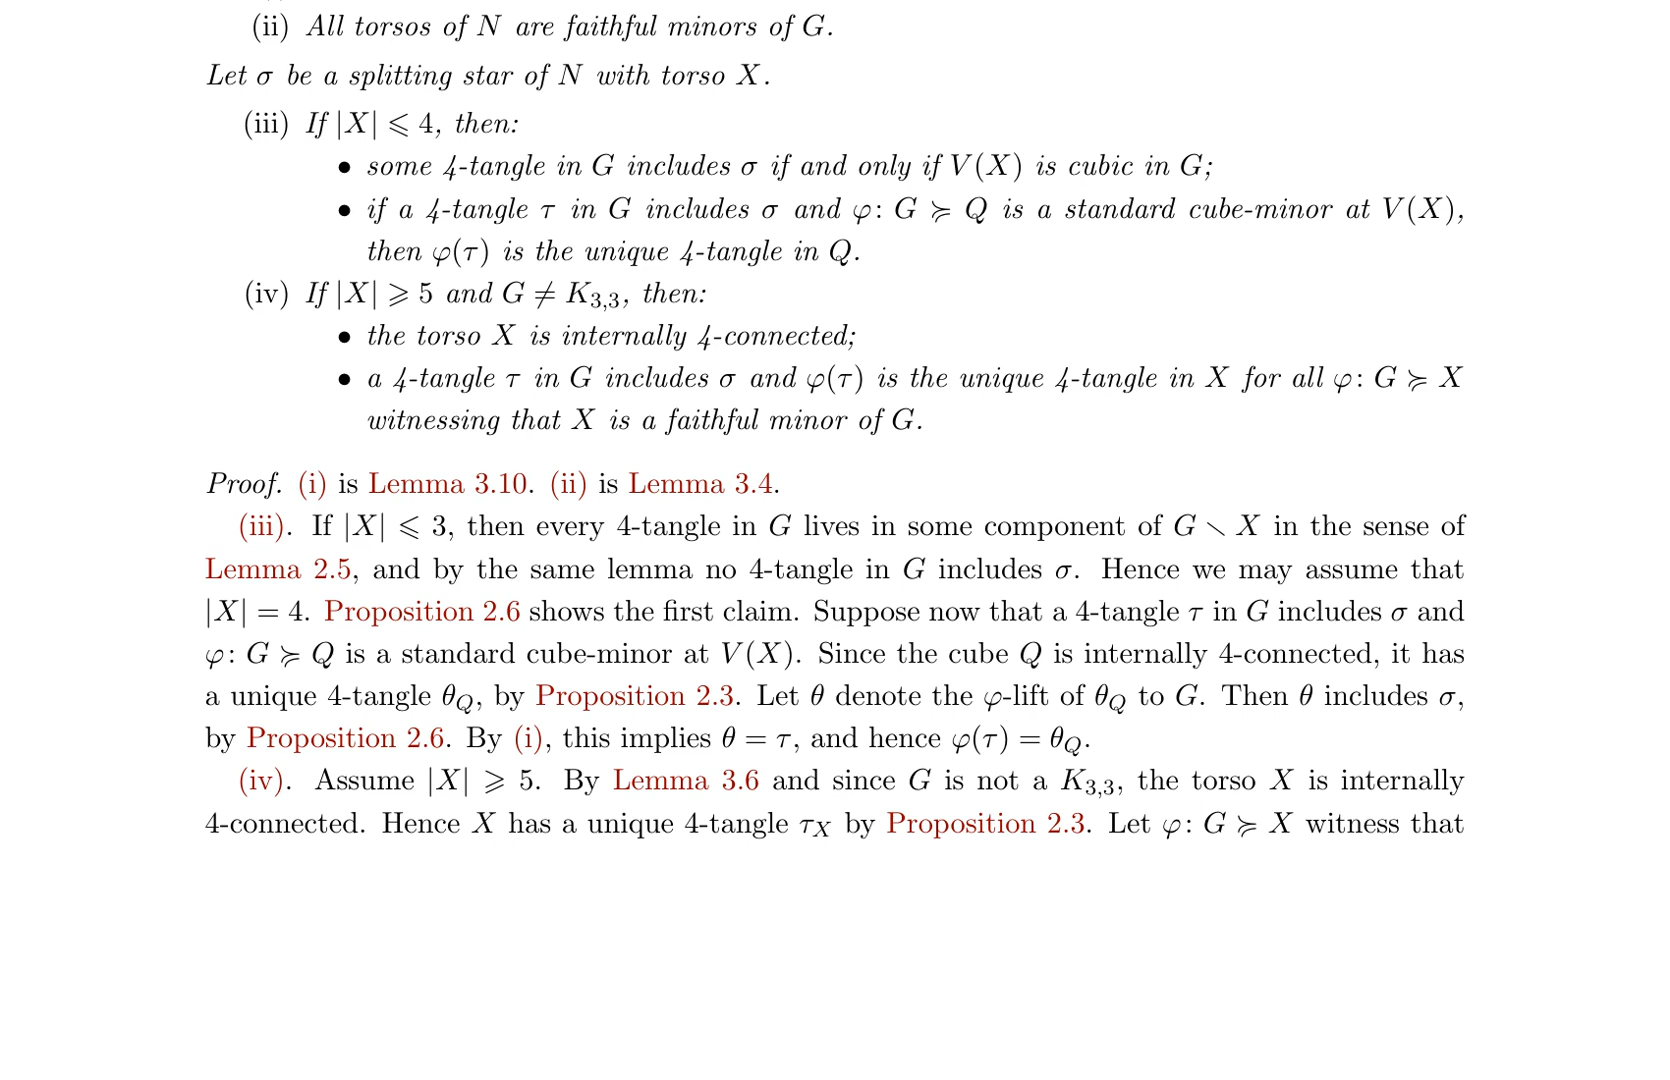 (ii) All torsos of N are faithful minors of G.
Let σ be a splitting star of N with torso X.
(iii) If |X| ⩽ 4, then:
• some 4-tangle in G includes σ if and only if V(X) is cubic in G;
• if a 4-tangle τ in G includes σ and φ: G ≽ Q is a standard cube-minor at V(X),
then φ(τ) is the unique 4-tangle in Q.
(iv) If |X| ⩾ 5 and G ≠ K₃,₃, then:
• the torso X is internally 4-connected;
• a 4-tangle τ in G includes σ and φ(τ) is the unique 4-tangle in X for all φ: G ≽ X
witnessing that X is a faithful minor of G.
Proof. (i) is Lemma 3.10. (ii) is Lemma 3.4.
(iii). If |X| ⩽ 3, then every 4-tangle in G lives in some component of G ∖ X in the sense of
Lemma 2.5, and by the same lemma no 4-tangle in G includes σ. Hence we may assume that
|X| = 4. Proposition 2.6 shows the first claim. Suppose now that a 4-tangle τ in G includes σ and
φ: G ≽ Q is a standard cube-minor at V(X). Since the cube Q is internally 4-connected, it has
a unique 4-tangle θ_Q, by Proposition 2.3. Let θ denote the φ-lift of θ_Q to G. Then θ includes σ,
by Proposition 2.6. By (i), this implies θ = τ, and hence φ(τ) = θ_Q.
(iv). Assume |X| ⩾ 5. By Lemma 3.6 and since G is not a K₃,₃, the torso X is internally
4-connected. Hence X has a unique 4-tangle τ_X by Proposition 2.3. Let φ: G ≽ X witness that